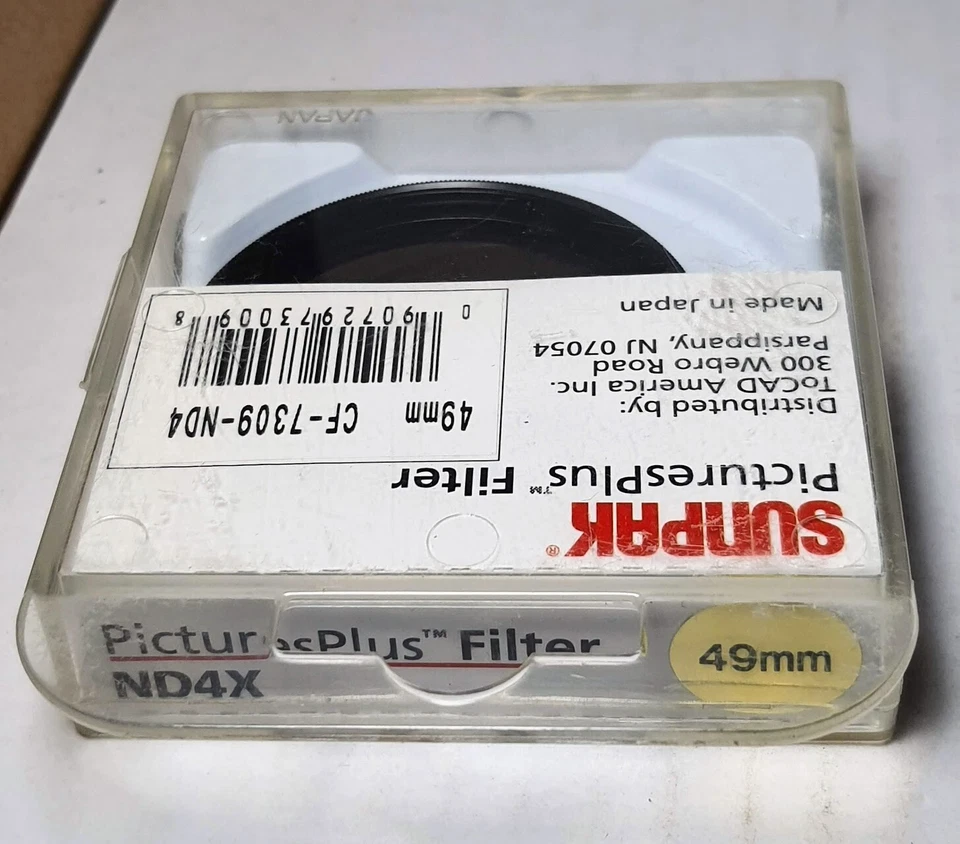 JAPAN
SUNPAK®
PicturesPlus™ Filter
Distributed by:
ToCAD America Inc.
300 Webro Road
Parsippany, NJ 07054
Made in Japan
49mm CF-7309-ND4
0 90729 73009 8
PicturesPlus™ Filter
ND4X
49mm